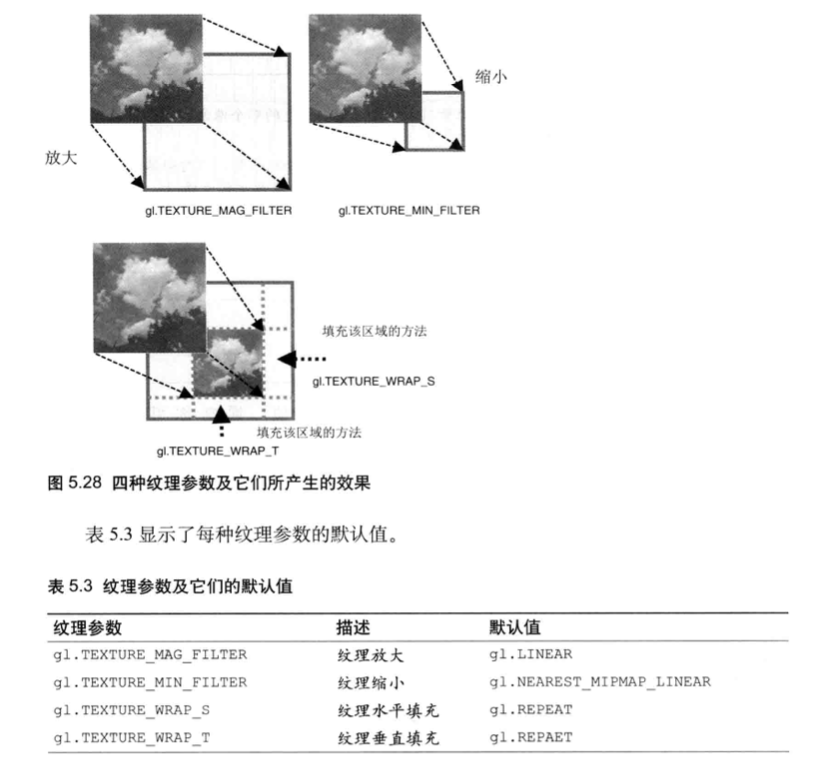 缩小
放大
gl.TEXTURE_MAG_FILTER
gl.TEXTURE_MIN_FILTER
填充该区域的方法
gl.TEXTURE_WRAP_S
填充该区域的方法
gl.TEXTURE_WRAP_T
图 5.28 四种纹理参数及它们所产生的效果
表 5.3 显示了每种纹理参数的默认值。
表 5.3 纹理参数及它们的默认值
纹理参数 描述 默认值
gl.TEXTURE_MAG_FILTER 纹理放大 gl.LINEAR
gl.TEXTURE_MIN_FILTER 纹理缩小 gl.NEAREST_MIPMAP_LINEAR
gl.TEXTURE_WRAP_S 纹理水平填充 gl.REPEAT
gl.TEXTURE_WRAP_T 纹理垂直填充 gl.REPAET